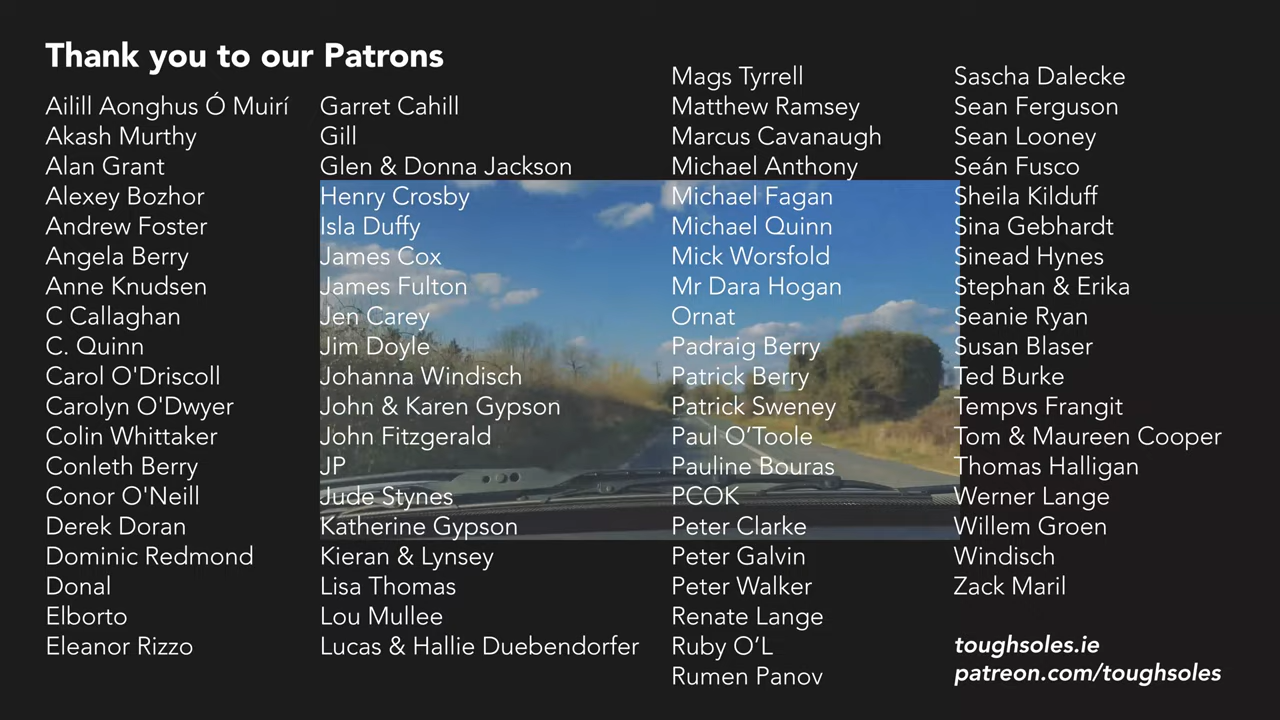 Thank you to our Patrons
Ailill Aonghus Ó Muirí
Akash Murthy
Alan Grant
Alexey Bozhor
Andrew Foster
Angela Berry
Anne Knudsen
C Callaghan
C. Quinn
Carol O'Driscoll
Carolyn O'Dwyer
Colin Whittaker
Conleth Berry
Conor O'Neill
Derek Doran
Dominic Redmond
Donal
Elborto
Eleanor Rizzo
Garret Cahill
Gill
Glen & Donna Jackson
Henry Crosby
Isla Duffy
James Cox
James Fulton
Jen Carey
Jim Doyle
Johanna Windisch
John & Karen Gypson
John Fitzgerald
JP
Jude Stynes
Katherine Gypson
Kieran & Lynsey
Lisa Thomas
Lou Mullee
Lucas & Hallie Duebendorfer
Mags Tyrrell
Matthew Ramsey
Marcus Cavanaugh
Michael Anthony
Michael Fagan
Michael Quinn
Mick Worsfold
Mr Dara Hogan
Ornat
Padraig Berry
Patrick Berry
Patrick Sweney
Paul O’Toole
Pauline Bouras
PCOK
Peter Clarke
Peter Galvin
Peter Walker
Renate Lange
Ruby O’L
Rumen Panov
Sascha Dalecke
Sean Ferguson
Sean Looney
Seán Fusco
Sheila Kilduff
Sina Gebhardt
Sinead Hynes
Stephan & Erika
Seanie Ryan
Susan Blaser
Ted Burke
Tempvs Frangit
Tom & Maureen Cooper
Thomas Halligan
Werner Lange
Willem Groen
Windisch
Zack Maril
toughsoles.ie
patreon.com/toughsoles